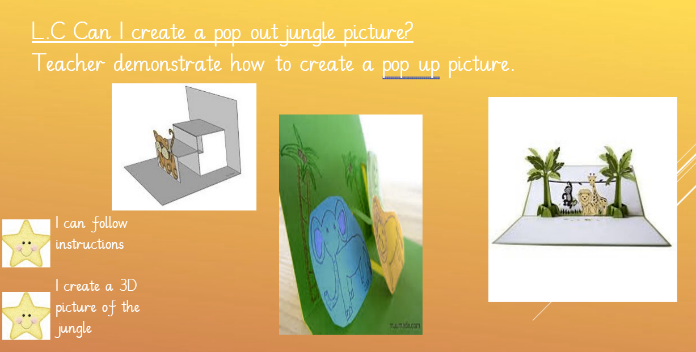 L.C Can I create a pop out jungle picture?
Teacher demonstrate how to create a pop up picture.
I can follow
instructions
I create a 3D
picture of the
jungle